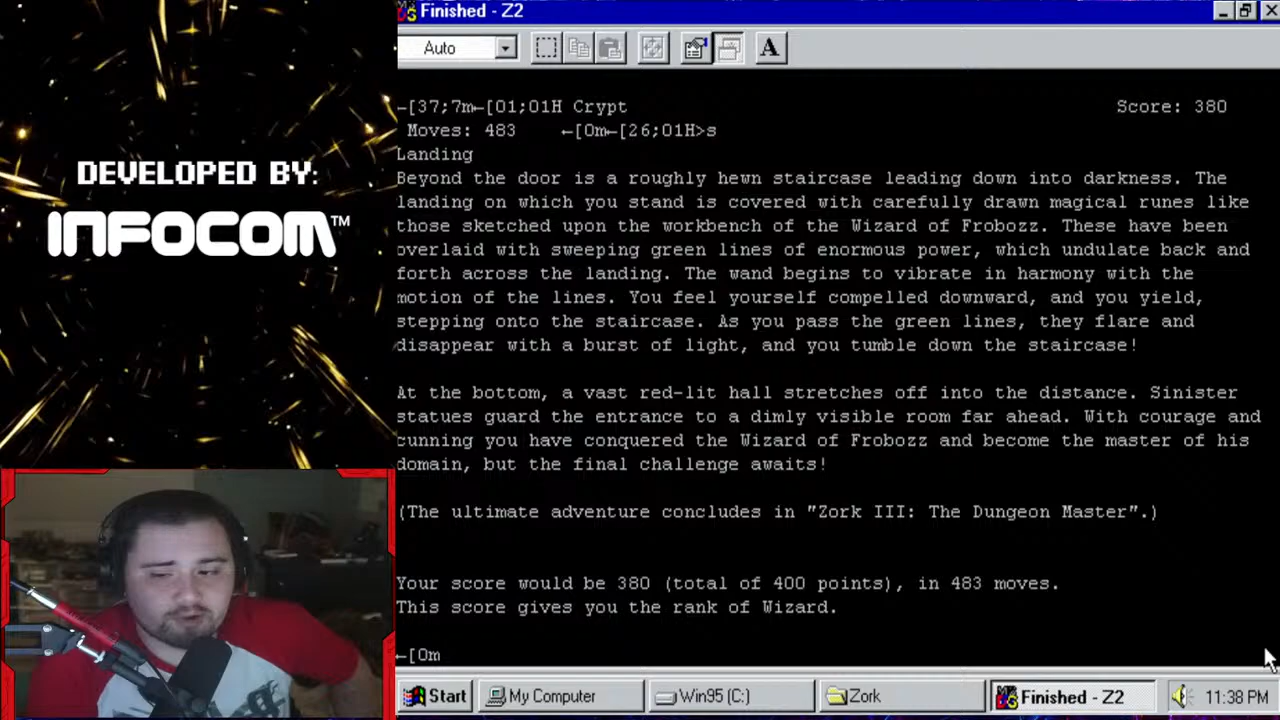 Finished - Z2
Auto
A
←[37;7m←[01;01H Crypt Score: 380
Moves: 483 ←[0m←[26;01H>s
Landing
Beyond the door is a roughly hewn staircase leading down into darkness. The
landing on which you stand is covered with carefully drawn magical runes like
those sketched upon the workbench of the Wizard of Frobozz. These have been
overlaid with sweeping green lines of enormous power, which undulate back and
forth across the landing. The wand begins to vibrate in harmony with the
motion of the lines. You feel yourself compelled downward, and you yield,
stepping onto the staircase. As you pass the green lines, they flare and
disappear with a burst of light, and you tumble down the staircase!
At the bottom, a vast red-lit hall stretches off into the distance. Sinister
statues guard the entrance to a dimly visible room far ahead. With courage and
cunning you have conquered the Wizard of Frobozz and become the master of his
domain, but the final challenge awaits!
(The ultimate adventure concludes in "Zork III: The Dungeon Master".)
Your score would be 380 (total of 400 points), in 483 moves.
This score gives you the rank of Wizard.
←[0m
DEVELOPED BY:
INFOCOM™
Start My Computer Win95 (C:) Zork Finished - Z2 11:38 PM